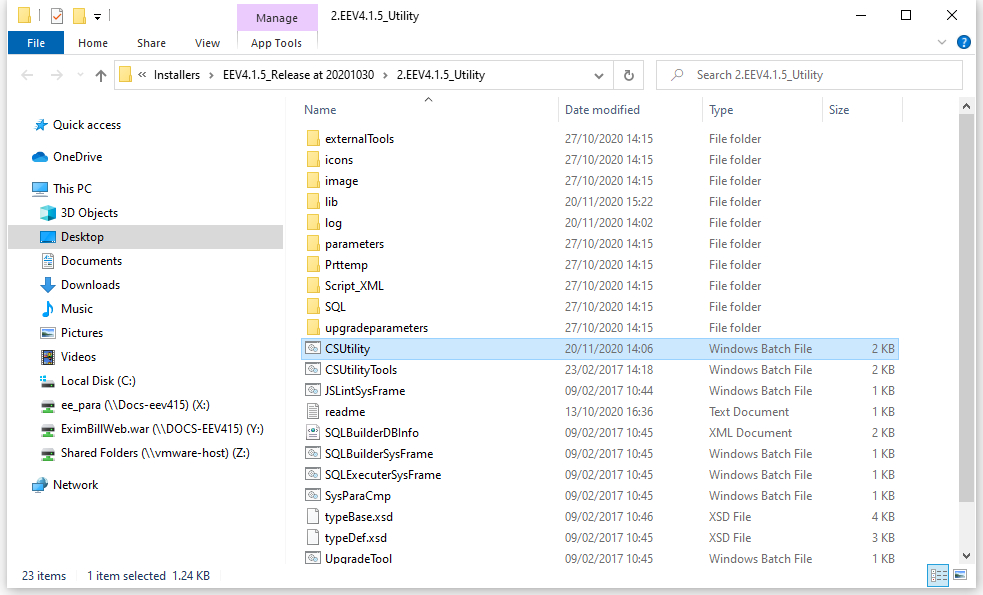 Manage 2.EEV4.1.5_Utility
File Home Share View App Tools
« Installers › EEV4.1.5_Release at 20201030 › 2.EEV4.1.5_Utility Search 2.EEV4.1.5_Utility
Name Date modified Type Size
Quick access
OneDrive
This PC
3D Objects
Desktop
Documents
Downloads
Music
Pictures
Videos
Local Disk (C:)
ee_para (\\Docs-eev415) (X:)
EximBillWeb.war (\\DOCS-EEV415) (Y:)
Shared Folders (\\vmware-host) (Z:)
Network
externalTools 27/10/2020 14:15 File folder
icons 27/10/2020 14:15 File folder
image 27/10/2020 14:15 File folder
lib 20/11/2020 15:22 File folder
log 20/11/2020 14:02 File folder
parameters 27/10/2020 14:15 File folder
Prttemp 27/10/2020 14:15 File folder
Script_XML 27/10/2020 14:15 File folder
SQL 27/10/2020 14:15 File folder
upgradeparameters 27/10/2020 14:15 File folder
CSUtility 20/11/2020 14:06 Windows Batch File 2 KB
CSUtilityTools 23/02/2017 14:18 Windows Batch File 2 KB
JSLintSysFrame 09/02/2017 10:44 Windows Batch File 1 KB
readme 13/10/2020 16:36 Text Document 1 KB
SQLBuilderDBInfo 09/02/2017 10:45 XML Document 2 KB
SQLBuilderSysFrame 09/02/2017 10:45 Windows Batch File 1 KB
SQLExecuterSysFrame 09/02/2017 10:45 Windows Batch File 1 KB
SysParaCmp 09/02/2017 10:45 Windows Batch File 1 KB
typeBase.xsd 09/02/2017 10:46 XSD File 4 KB
typeDef.xsd 09/02/2017 10:45 XSD File 3 KB
UpgradeTool 09/02/2017 10:45 Windows Batch File 1 KB
23 items 1 item selected 1.24 KB